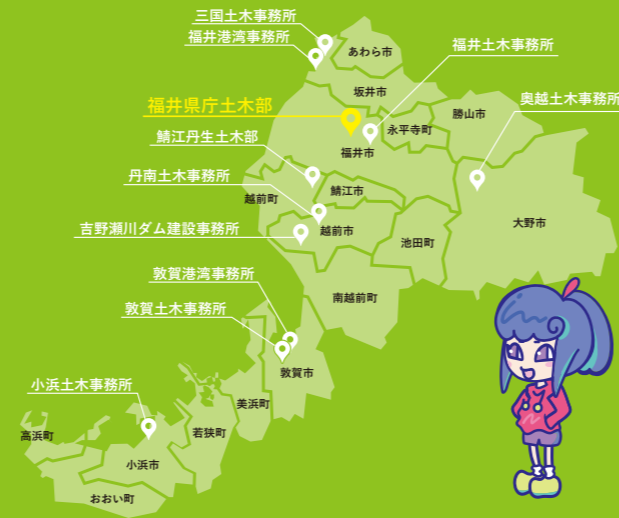 三国土木事務所
福井港湾事務所
福井土木事務所
福井県庁土木部
奥越土木事務所
鯖江丹生土木部
丹南土木事務所
吉野瀬川ダム建設事務所
敦賀港湾事務所
敦賀土木事務所
小浜土木事務所
あわら市
坂井市
勝山市
永平寺町
福井市
鯖江市
越前町
越前市
大野市
池田町
南越前町
敦賀市
美浜町
若狭町
高浜町
小浜市
おおい町